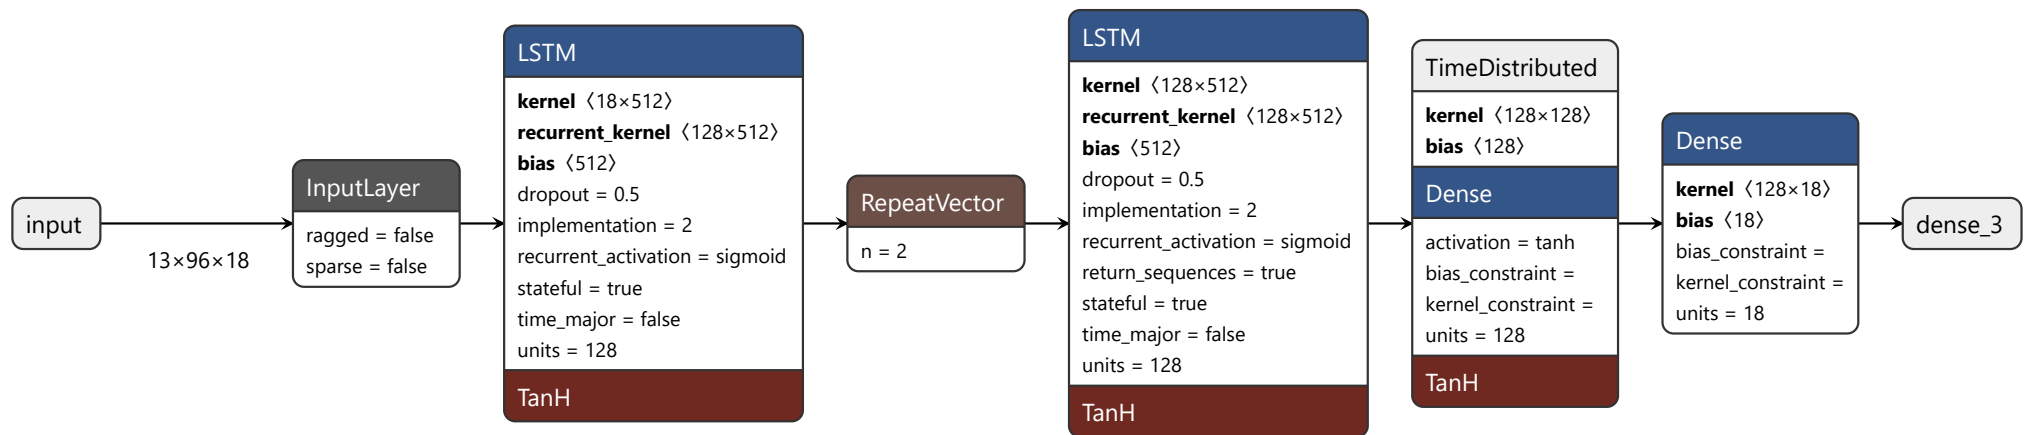 input
13×96×18
InputLayer
ragged = false
sparse = false
LSTM
kernel 〈18×512〉
recurrent_kernel 〈128×512〉
bias 〈512〉
dropout = 0.5
implementation = 2
recurrent_activation = sigmoid
stateful = true
time_major = false
units = 128
TanH
RepeatVector
n = 2
LSTM
kernel 〈128×512〉
recurrent_kernel 〈128×512〉
bias 〈512〉
dropout = 0.5
implementation = 2
recurrent_activation = sigmoid
return_sequences = true
stateful = true
time_major = false
units = 128
TanH
TimeDistributed
kernel 〈128×128〉
bias 〈128〉
Dense
activation = tanh
bias_constraint =
kernel_constraint =
units = 128
TanH
Dense
kernel 〈128×18〉
bias 〈18〉
bias_constraint =
kernel_constraint =
units = 18
dense_3